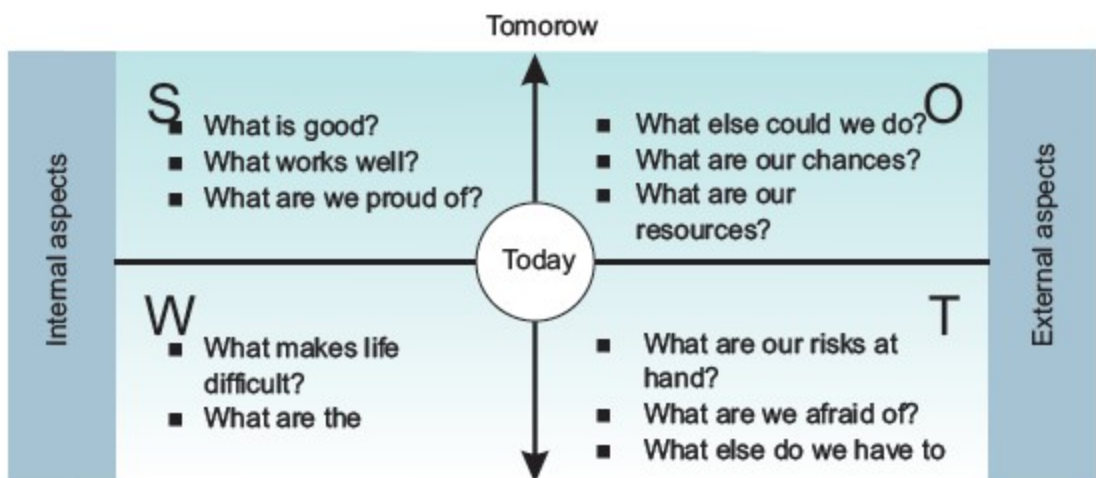 Tomorow
S
What is good?
What works well?
What are we proud of?
O
What else could we do?
What are our chances?
What are our
resources?
Internal aspects
Today
External aspects
W
What makes life
difficult?
What are the
T
What are our risks at
hand?
What are we afraid of?
What else do we have to